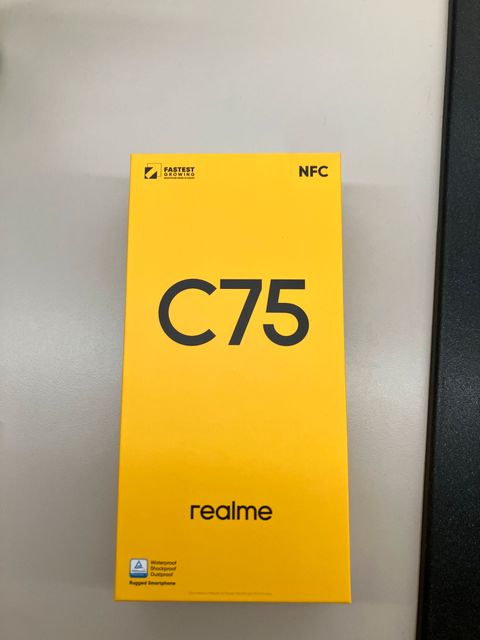 FASTEST
GROWING
NFC
C75
realme
Waterproof
Shockproof
Dustproof
Rugged Smartphone